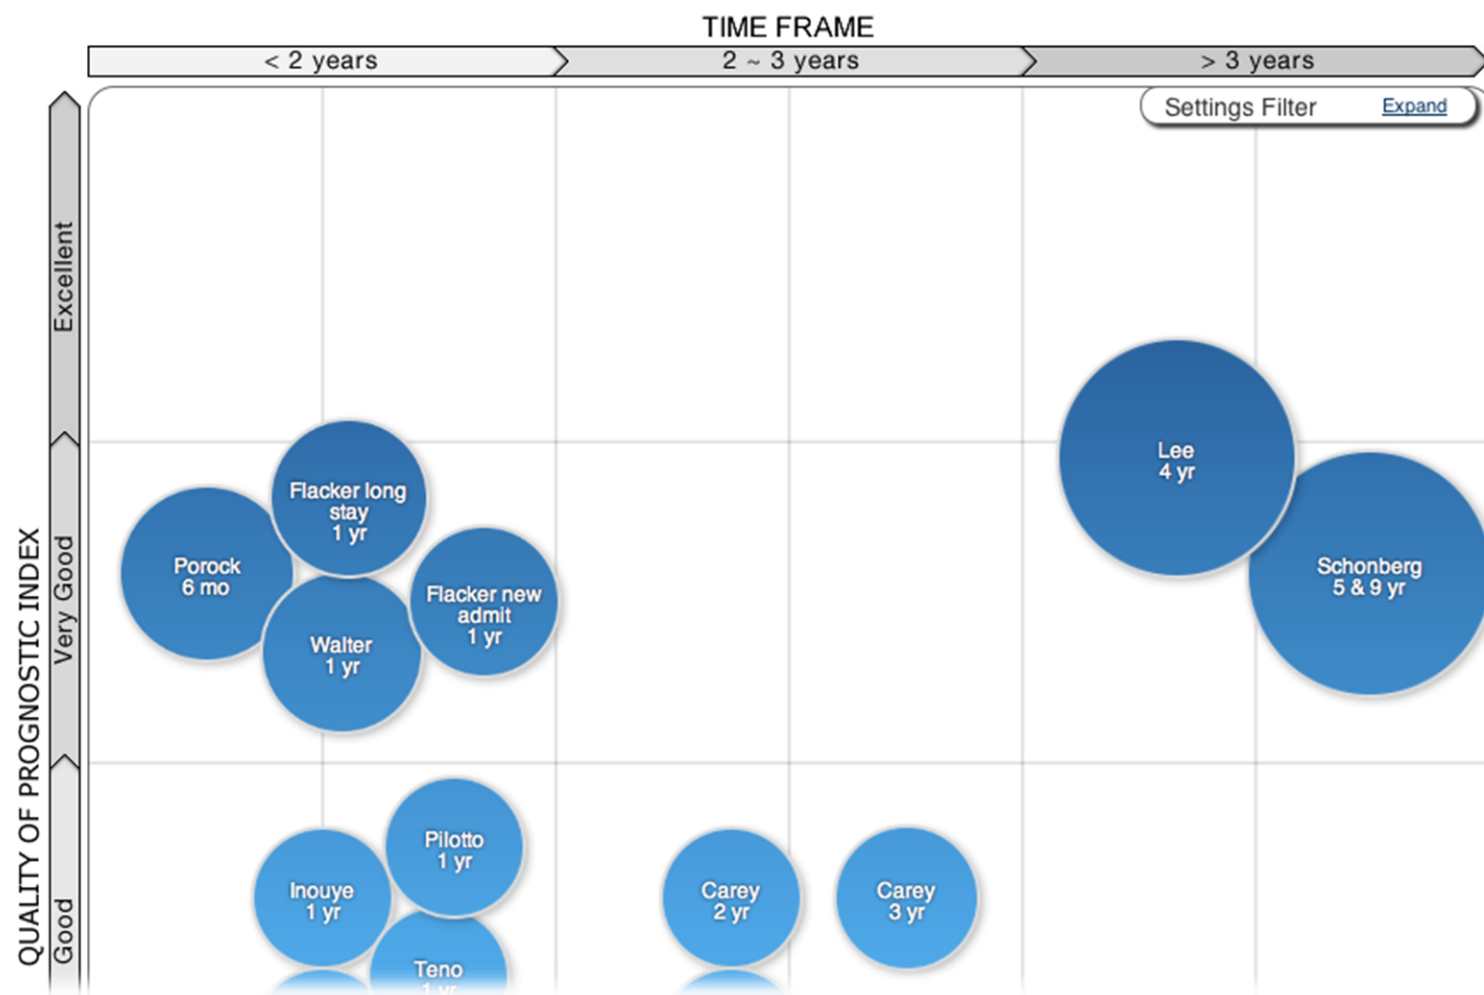 TIME FRAME
< 2 years
2 ~ 3 years
> 3 years
Settings Filter
Expand
QUALITY OF PROGNOSTIC INDEX
Excellent
Very Good
Good
Lee
4 yr
Flacker long
stay
1 yr
Porock
6 mo
Schonberg
5 & 9 yr
Flacker new
admit
1 yr
Walter
1 yr
Pilotto
1 yr
Inouye
1 yr
Carey
2 yr
Carey
3 yr
Teno
1 yr